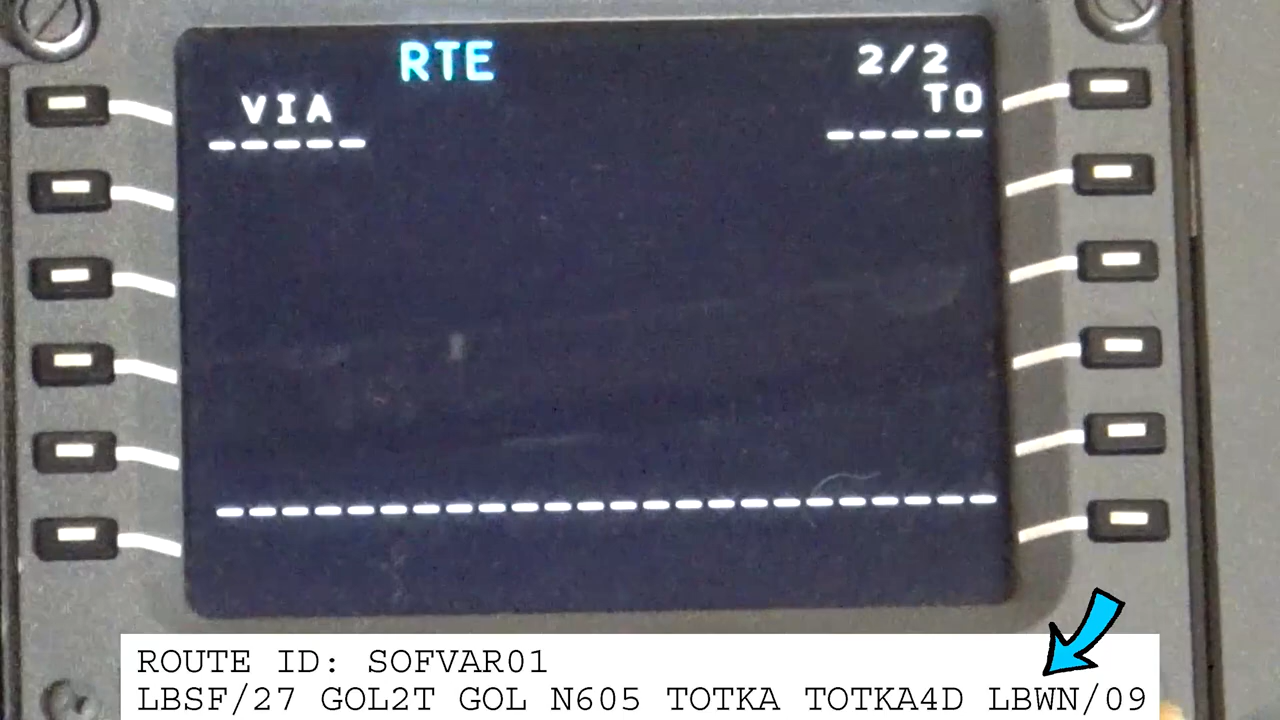 RTE 2/2
VIA TO
----- -----
------------------------
ROUTE ID: SOFVAR01
LBSF/27 GOL2T GOL N605 TOTKA TOTKA4D LBWN/09